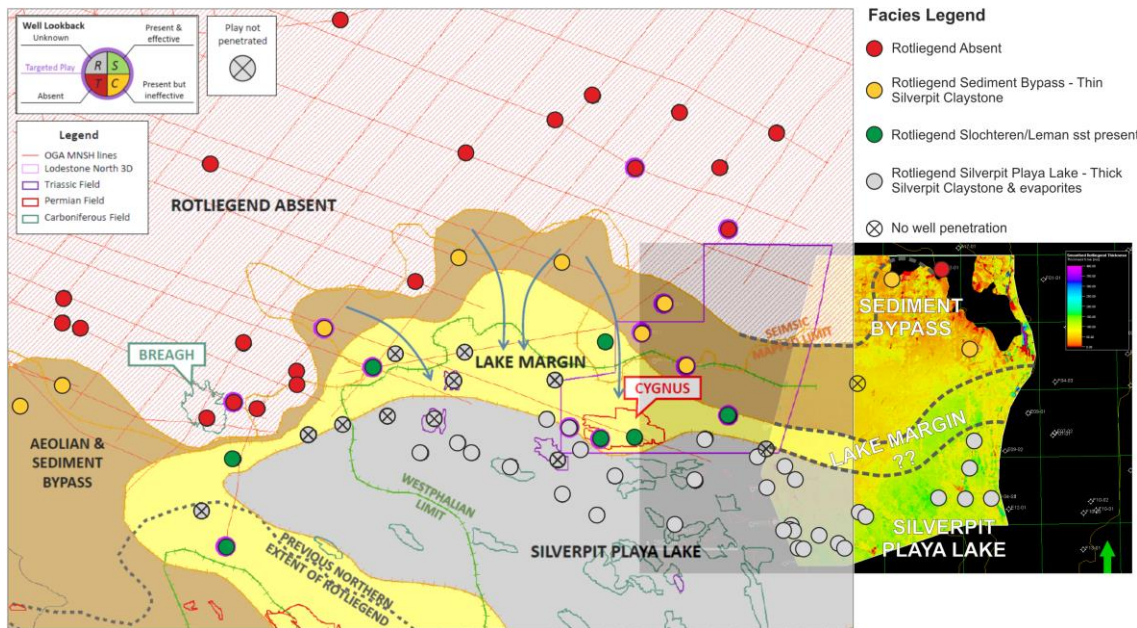 Well Lookback
Unknown
Present & effective
Targeted Play
R S
T C
Absent
Present but ineffective
Play not penetrated
Legend
OGA MNSH lines
Lodestone North 3D
Triassic Field
Permian Field
Carboniferous Field
Facies Legend
Rotliegend Absent
Rotliegend Sediment Bypass - Thin
Silverpit Claystone
Rotliegend Slochteren/Leman sst present
Rotliegend Silverpit Playa Lake - Thick
Silverpit Claystone & evaporites
No well penetration
ROTLIEGEND ABSENT
BREAGH
LAKE MARGIN
CYGNUS
SEIMSIC
MAPPING LIMIT
SEDIMENT
BYPASS
AEOLIAN &
SEDIMENT
BYPASS
WESTPHALIAN
LIMIT
LAKE MARGIN
??
SILVERPIT PLAYA LAKE
SILVERPIT
PLAYA LAKE
PREVIOUS NORTHERN
EXTENT OF ROTLIEGEND